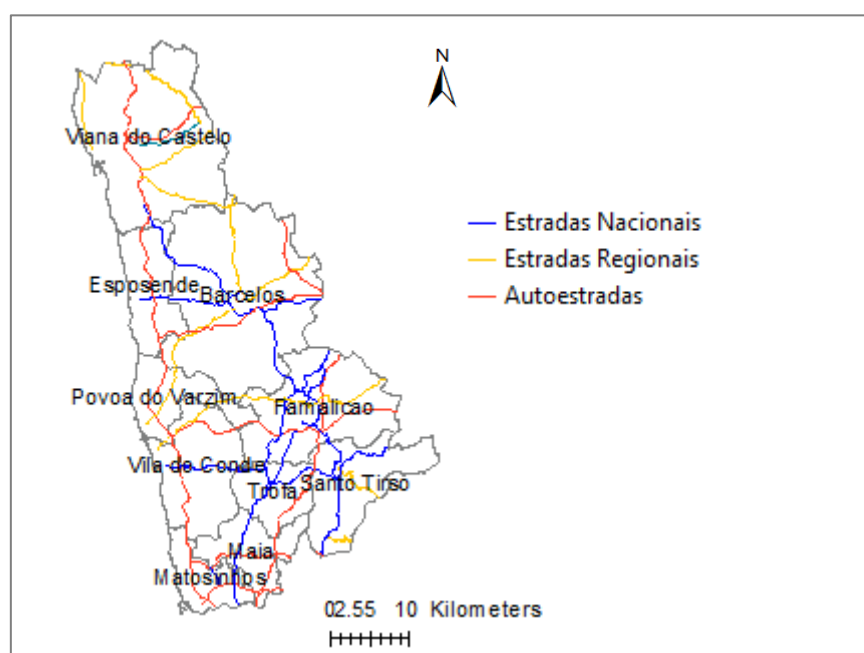 N
Viana do Castelo
Estradas Nacionais
Estradas Regionais
Autoestradas
Esposende
Barcelos
Povoa do Varzim
Famalicao
Vila do Conde
Trofa
Santo Tirso
Maia
Matosinhos
02.55 10 Kilometers